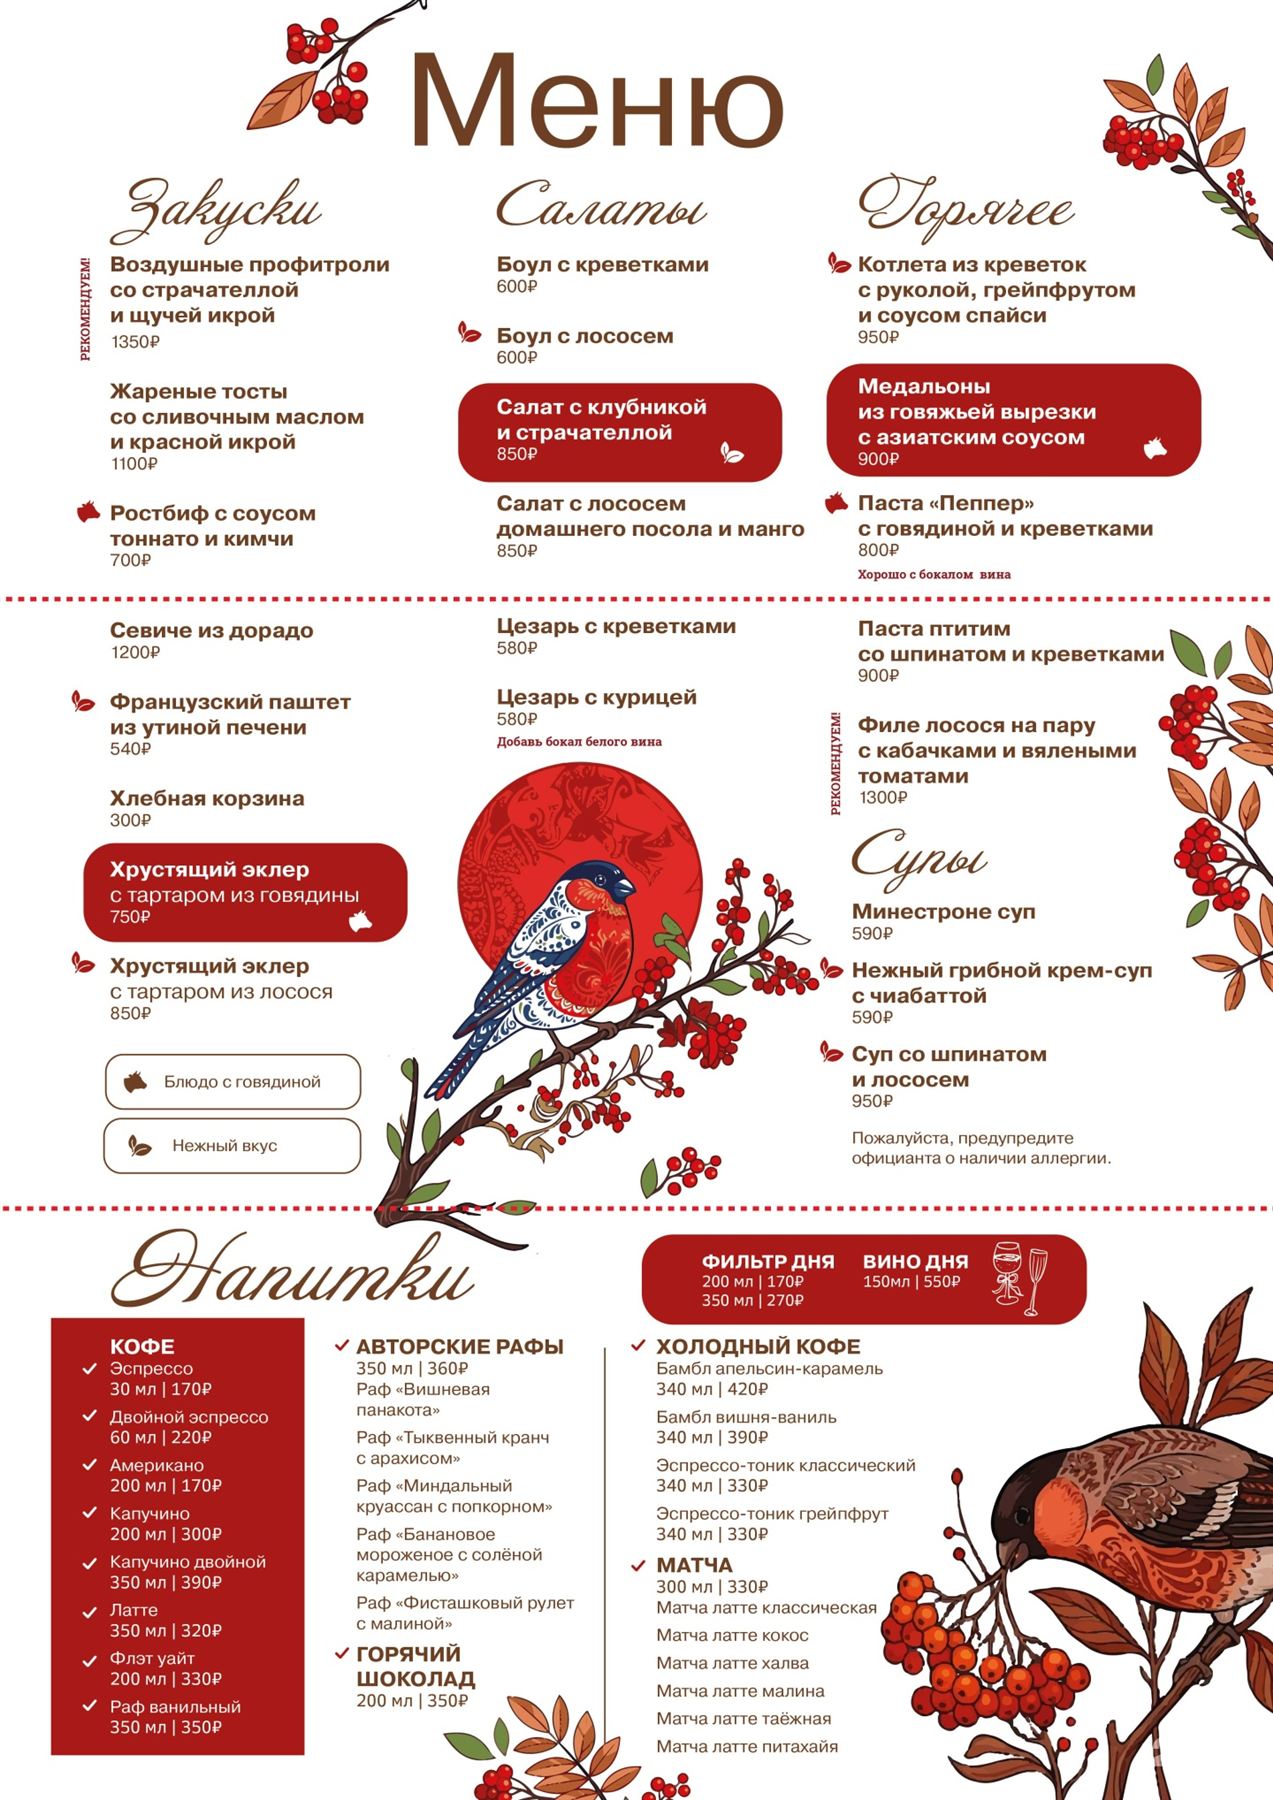 Меню
Закуски
РЕКОМЕНДУЕМ!
Воздушные профитроли
со страчателлой
и щучей икрой
1350₽
Жареные тосты
со сливочным маслом
и красной икрой
1100₽
Ростбиф с соусом
тоннато и кимчи
700₽
Севиче из дорадо
1200₽
Французский паштет
из утиной печени
540₽
Хлебная корзина
300₽
Хрустящий эклер
с тартаром из говядины
750₽
Хрустящий эклер
с тартаром из лосося
850₽
Блюдо с говядиной
Нежный вкус
Салаты
Боул с креветками
600₽
Боул с лососем
600₽
Салат с клубникой
и страчателлой
850₽
Салат с лососем
домашнего посола и манго
850₽
Цезарь с креветками
580₽
Цезарь с курицей
580₽
Добавь бокал белого вина
Горячее
Котлета из креветок
с руколой, грейпфрутом
и соусом спайси
950₽
Медальоны
из говяжьей вырезки
с азиатским соусом
900₽
Паста «Пеппер»
с говядиной и креветками
800₽
Хорошо с бокалом вина
Паста птитим
со шпинатом и креветками
900₽
РЕКОМЕНДУЕМ!
Филе лосося на пару
с кабачками и вялеными
томатами
1300₽
Супы
Минестроне суп
590₽
Нежный грибной крем-суп
с чиабаттой
590₽
Суп со шпинатом
и лососем
950₽
Пожалуйста, предупредите
официанта о наличии аллергии.
Напитки
ФИЛЬТР ДНЯ
200 мл | 170₽
350 мл | 270₽
ВИНО ДНЯ
150мл | 550₽
КОФЕ
Эспрессо
30 мл | 170₽
Двойной эспрессо
60 мл | 220₽
Американо
200 мл | 170₽
Капучино
200 мл | 300₽
Капучино двойной
350 мл | 390₽
Латте
350 мл | 320₽
Флэт уайт
200 мл | 330₽
Раф ванильный
350 мл | 350₽
АВТОРСКИЕ РАФЫ
350 мл | 360₽
Раф «Вишневая
панакота»
Раф «Тыквенный кранч
с арахисом»
Раф «Миндальный
круассан с попкорном»
Раф «Банановое
мороженое с солёной
карамелью»
Раф «Фисташковый рулет
с малиной»
ГОРЯЧИЙ
ШОКОЛАД
200 мл | 350₽
ХОЛОДНЫЙ КОФЕ
Бамбл апельсин-карамель
340 мл | 420₽
Бамбл вишня-ваниль
340 мл | 390₽
Эспрессо-тоник классический
340 мл | 330₽
Эспрессо-тоник грейпфрут
340 мл | 330₽
МАТЧА
300 мл | 330₽
Матча латте классическая
Матча латте кокос
Матча латте халва
Матча латте малина
Матча латте таёжная
Матча латте питахайя